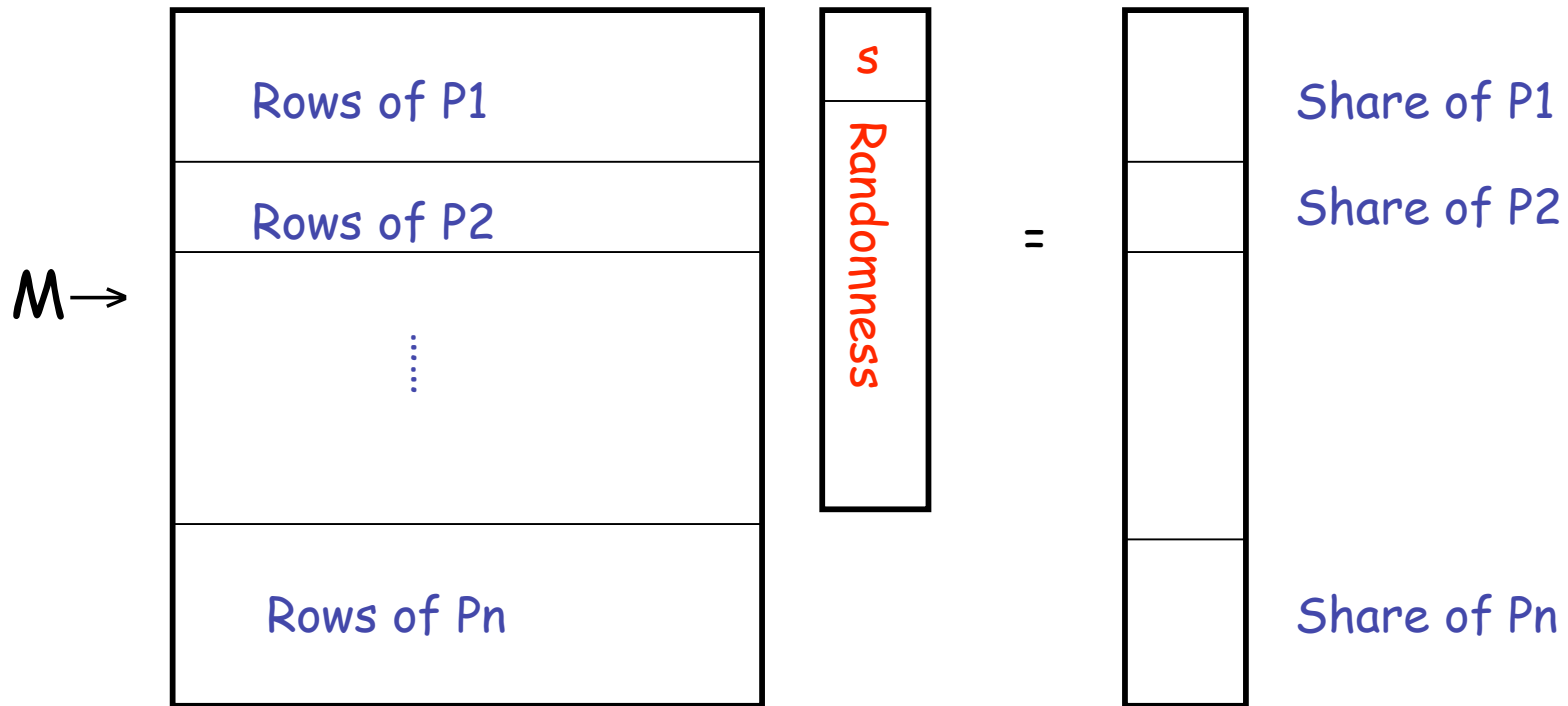 Rows of P1
s
Share of P1
Randomness
Rows of P2
Share of P2
=
M→
......
Rows of Pn
Share of Pn